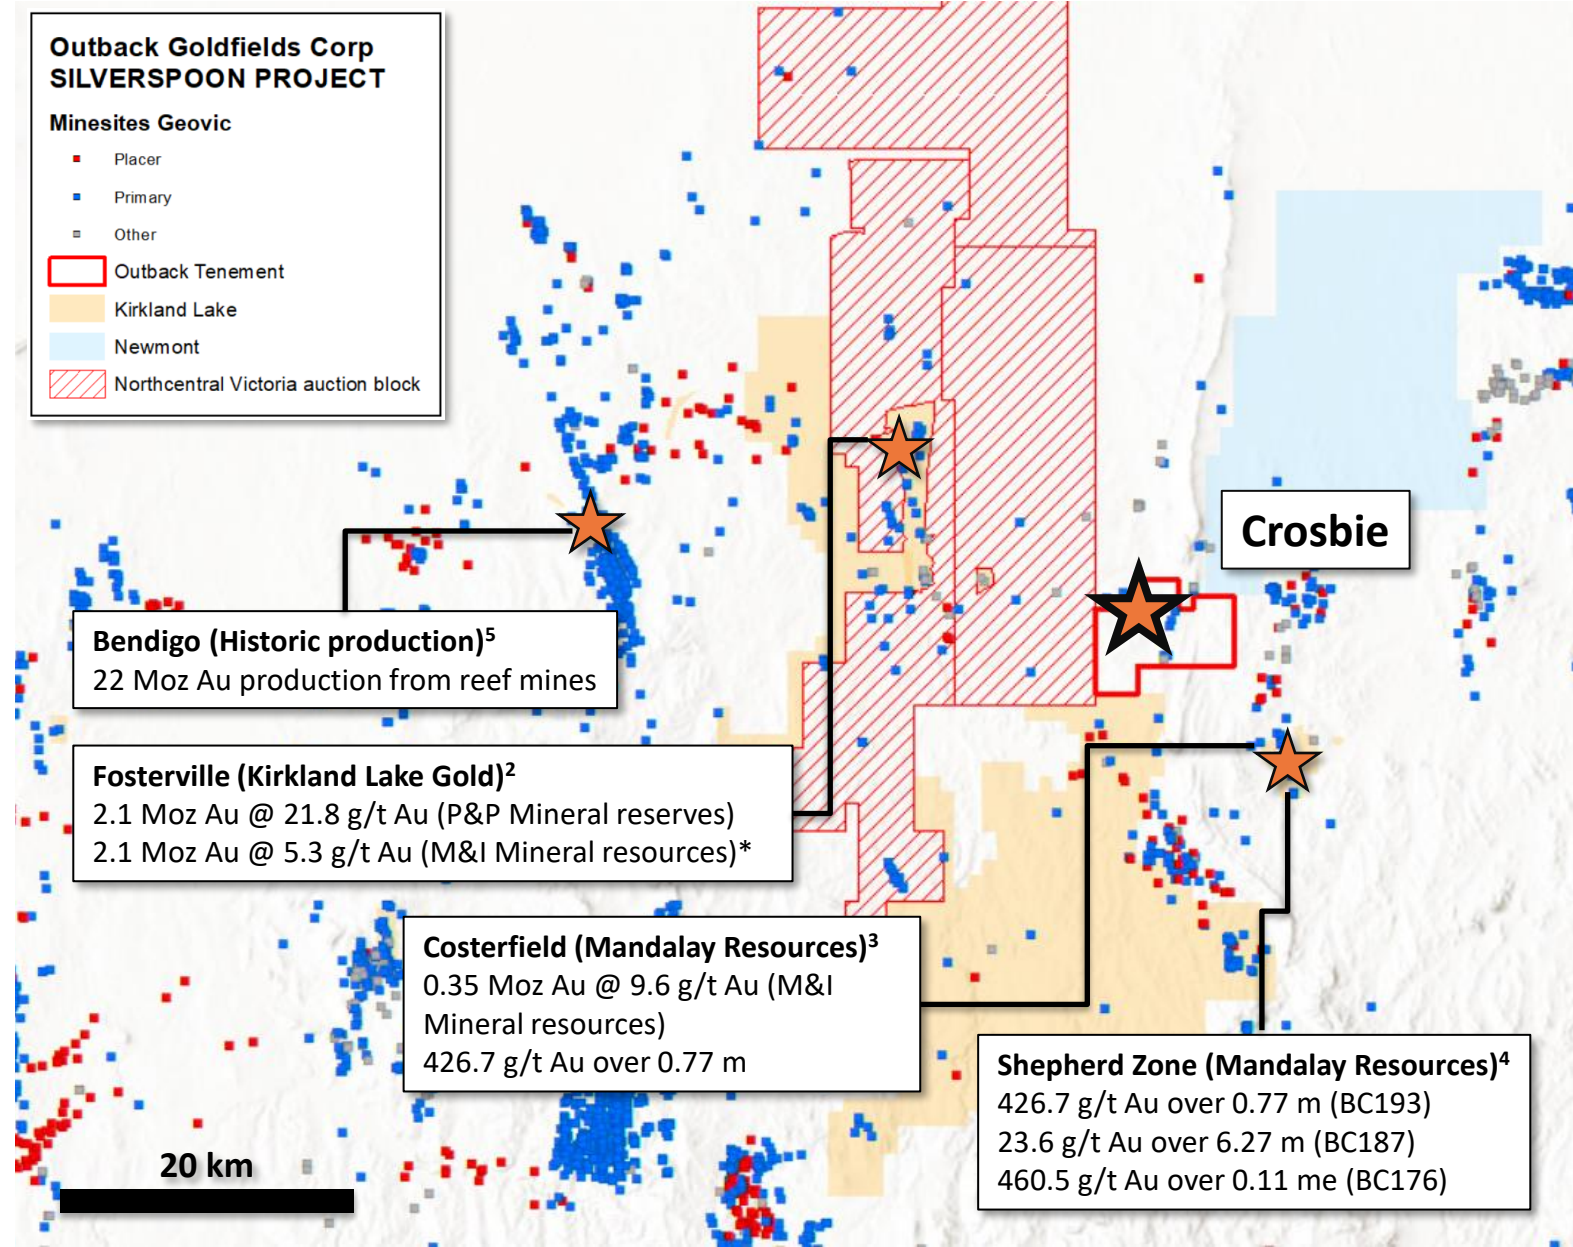 Outback Goldfields Corp
SILVERSPOON PROJECT
Minesites Geovic
Placer
Primary
Other
Outback Tenement
Kirkland Lake
Newmont
Northcentral Victoria auction block
Crosbie
Bendigo (Historic production)5
22 Moz Au production from reef mines
Fosterville (Kirkland Lake Gold)2
2.1 Moz Au @ 21.8 g/t Au (P&P Mineral reserves)
2.1 Moz Au @ 5.3 g/t Au (M&I Mineral resources)*
Costerfield (Mandalay Resources)3
0.35 Moz Au @ 9.6 g/t Au (M&I
Mineral resources)
426.7 g/t Au over 0.77 m
Shepherd Zone (Mandalay Resources)4
426.7 g/t Au over 0.77 m (BC193)
23.6 g/t Au over 6.27 m (BC187)
460.5 g/t Au over 0.11 me (BC176)
20 km